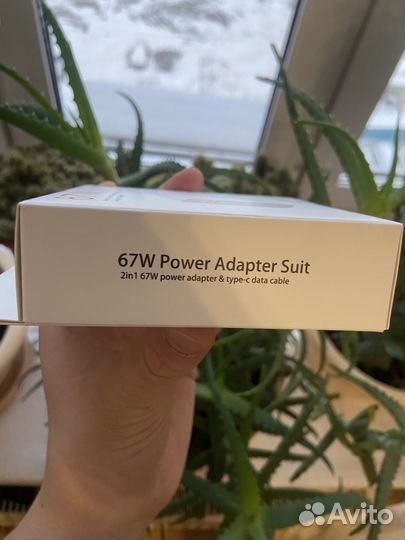 67W Power Adapter Suit
2in1 67W power adapter & type-c data cable
Avito